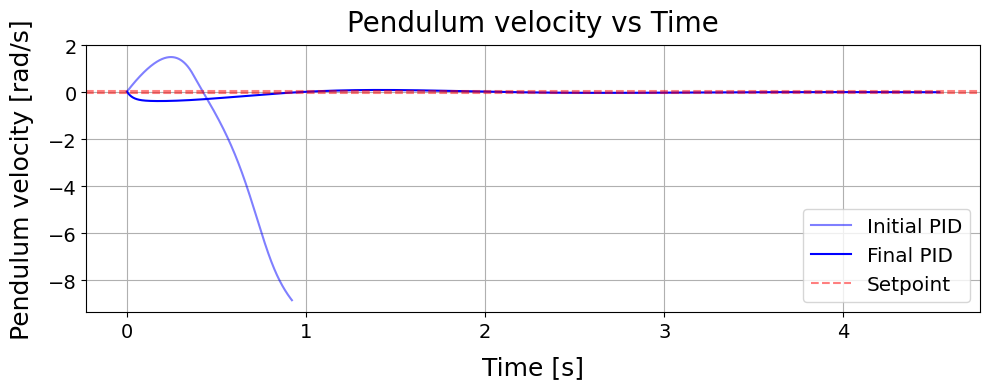 Pendulum velocity vs Time
Pendulum velocity [rad/s]
2
0
−2
−4
−6
−8
Initial PID
Final PID
Setpoint
0 1 2 3 4
Time [s]